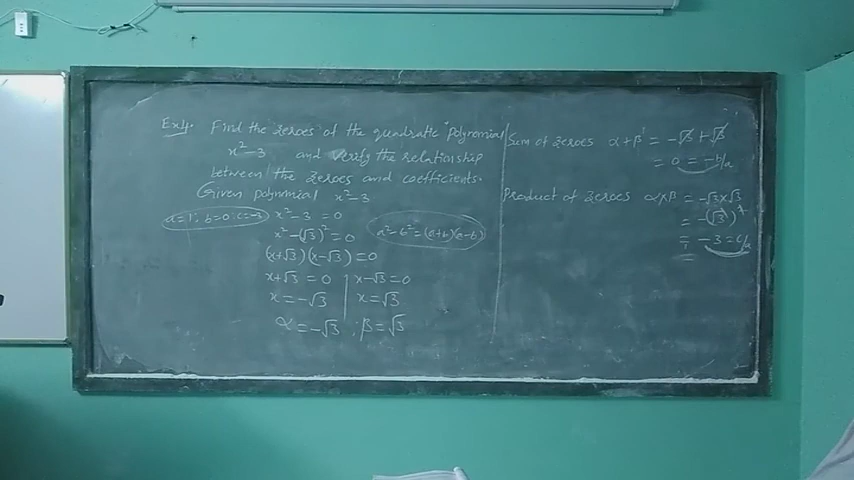 Ex4. Find the zeroes of the quadratic polynomial
x²-3 and verify the relationship
between the zeroes and coefficients.
Given polynomial x²-3
a=1, b=0, c=-3 x²-3=0
x²-(√3)²=0 a²-b²=(a+b)(a-b)
(x+√3)(x-√3)=0
x+√3=0 x-√3=0
x=-√3 x=√3
α=-√3 ; β=√3
Sum of zeroes α+β = -√3+√3
= 0 = -b/a
Product of zeroes α×β = -√3×√3
= -(√3)²
= -3 = c/a
=